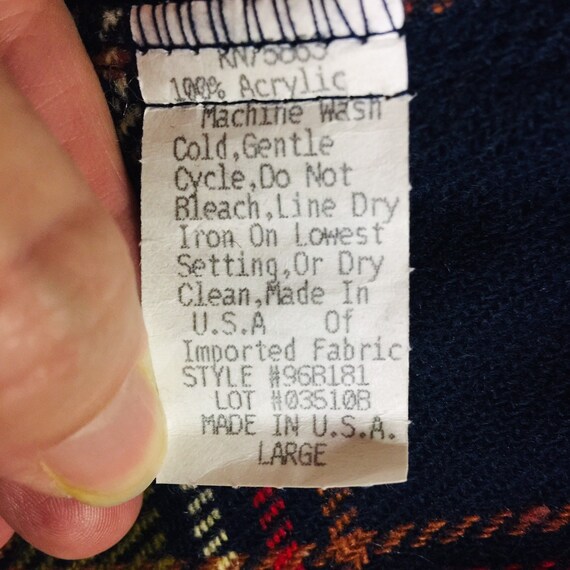 RN75863
100% Acrylic
Machine Wash
Cold,Gentle
Cycle,Do Not
Bleach,Line Dry
Iron On Lowest
Setting,Or Dry
Clean,Made In
U.S.A Of
Imported Fabric
STYLE #96B181
LOT #03510B
MADE IN U.S.A.
LARGE